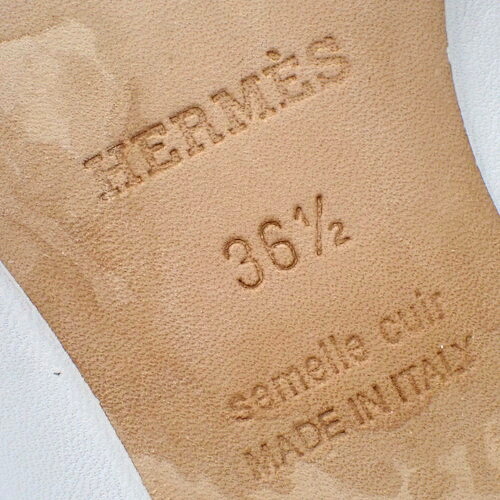 HERMÈS
36½
semelle cuir
MADE IN ITALY